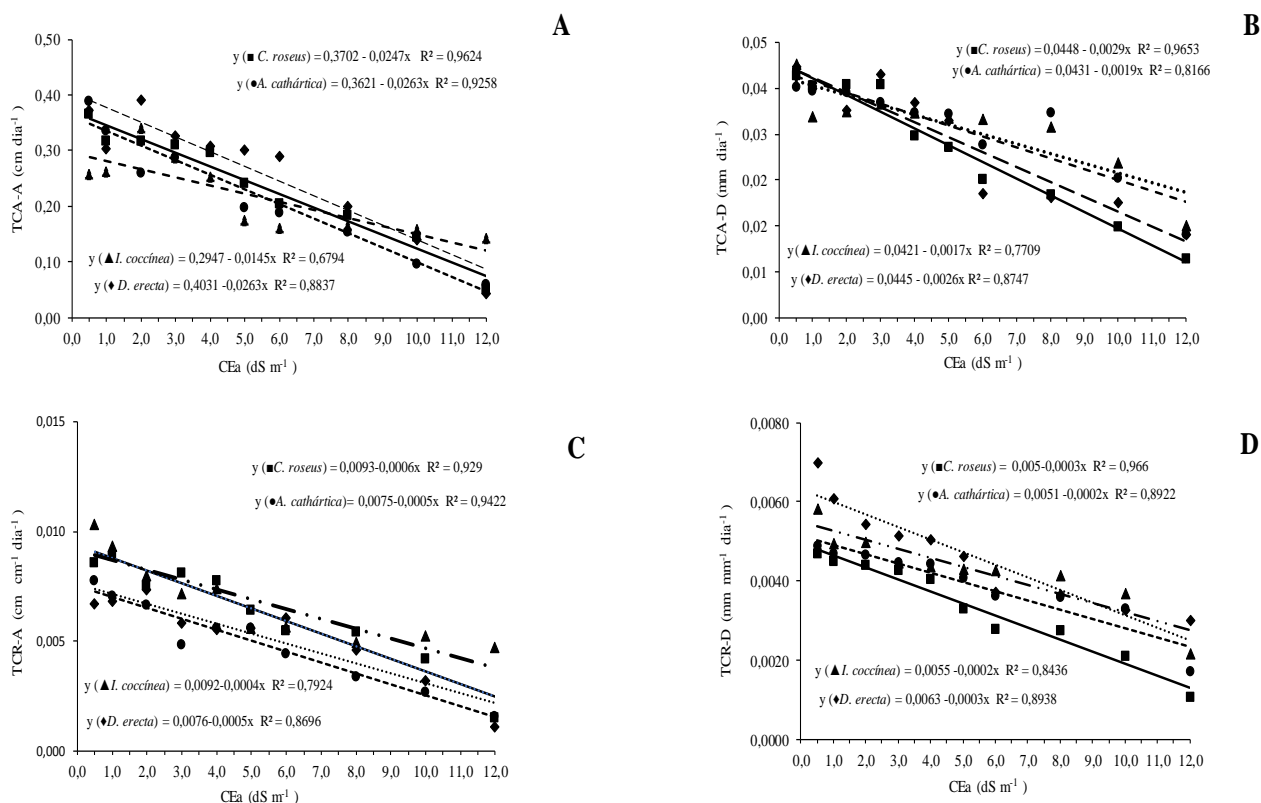 A
0,50
0,40
0,30
0,20
0,10
0,00
TCA-A (cm dia-1 )
y (■ C. roseus) = 0,3702 - 0,0247x R² = 0,9624
y (●A. cathártica) = 0,3621 - 0,0263x R² = 0,9258
y (▲I. coccínea) = 0,2947 - 0,0145x R² = 0,6794
y (♦ D. erecta) = 0,4031 -0,0263x R² = 0,8837
0,0 1,0 2,0 3,0 4,0 5,0 6,0 7,0 8,0 9,0 10,0 11,0 12,0
CEa (dS m-1 )
B
0,05
0,04
0,03
0,02
0,02
0,01
0,00
TCA-D (mm dia-1 )
y (■C. roseus) = 0,0448 - 0,0029x R² = 0,9653
y (●A. cathártica) = 0,0431 - 0,0019x R² = 0,8166
y (▲I. coccínea) = 0,0421 - 0,0017x R² = 0,7709
y (♦D. erecta) = 0,0445 - 0,0026x R² = 0,8747
0,0 1,0 2,0 3,0 4,0 5,0 6,0 7,0 8,0 9,0 10,0 11,0 12,0
CEa (dS m-1 )
C
0,015
0,010
0,005
0,000
TCR-A (cm cm-1 dia-1 )
y (■C. roseus) = 0,0093-0,0006x R² = 0,929
y (●A. cathártica)= 0,0075-0,0005x R² = 0,9422
y (▲I. coccínea) = 0,0092-0,0004x R² = 0,7924
y (♦D. erecta) = 0,0076-0,0005x R² = 0,8696
0,0 1,0 2,0 3,0 4,0 5,0 6,0 7,0 8,0 9,0 10,0 11,0 12,0
CEa (dS m-1 )
D
0,0080
0,0060
0,0040
0,0020
0,0000
TCR-D (mm mm-1 dia-1 )
y (■C. roseus) = 0,005-0,0003x R² = 0,966
y (●A. cathártica) = 0,0051 -0,0002x R² = 0,8922
y (▲I. coccínea) = 0,0055 -0,0002x R² = 0,8436
y (♦D. erecta) = 0,0063 -0,0003x R² = 0,8938
0,0 1,0 2,0 3,0 4,0 5,0 6,0 7,0 8,0 9,0 10,0 11,0 12,0
CEa (dS m-1 )